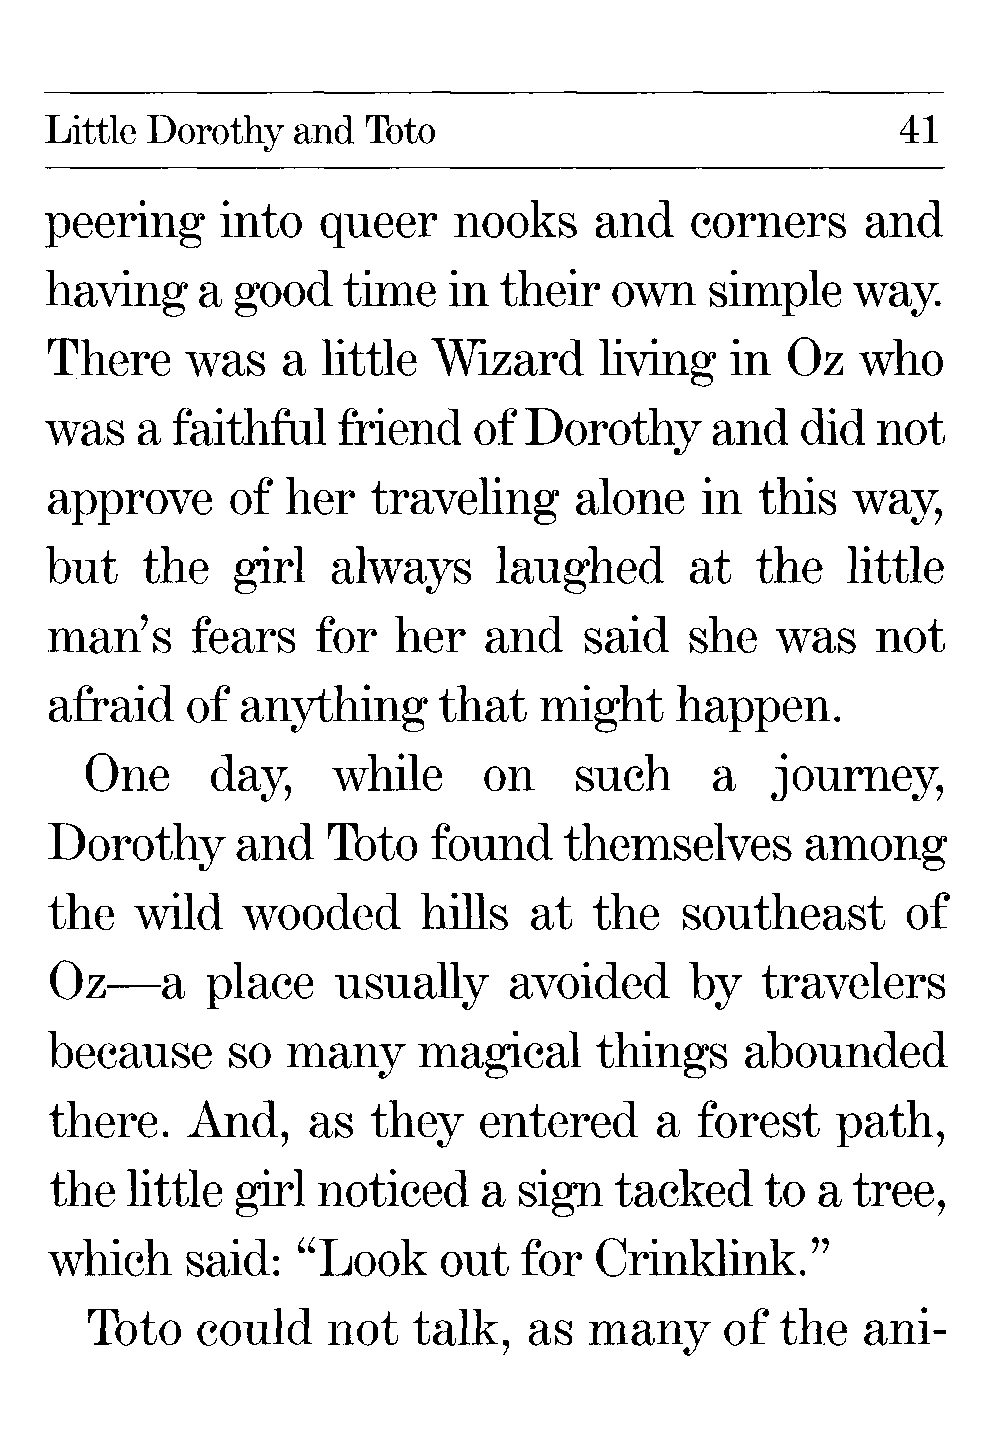 Little Dorothy and Toto 41
peering into queer nooks and corners and
having a good time in their own simple way.
There was a little Wizard living in Oz who
was a faithful friend of Dorothy and did not
approve of her traveling alone in this way,
but the girl always laughed at the little
man's fears for her and said she was not
afraid of anything that might happen.
One day, while on such a journey,
Dorothy and Toto found themselves among
the wild wooded hills at the southeast of
Oz—a place usually avoided by travelers
because so many magical things abounded
there. And, as they entered a forest path,
the little girl noticed a sign tacked to a tree,
which said: “Look out for Crinklink.”
Toto could not talk, as many of the ani-